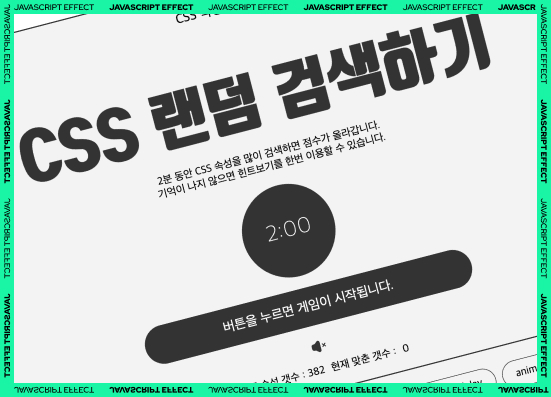 JAVASCRIPT EFFECT JAVASCRIPT EFFECT JAVASCRIPT EFFECT JAVASCRIPT EFFECT JAVASCRIPT EFFECT
CSS
CSS 랜덤 검색하기
2분 동안 CSS 속성을 많이 검색하면 점수가 올라갑니다.
기억이 나지 않으면 힌트보기를 한번 이용할 수 있습니다.
2:00
버튼을 누르면 게임이 시작됩니다.
갯수 : 382 현재 맞춘 갯수 : 0
JAVASCRIPT EFFECT JAVASCRIPT EFFECT JAVASCRIPT EFFECT JAVASCRIPT EFFECT
JAVASCRIPT EFFECT JAVASCRIPT EFFECT JAVASCRIPT EFFECT JAVASCRIPT EFFECT
JAVASCRIPT EFFECT JAVASCRIPT EFFECT JAVASCRIPT EFFECT JAVASCRIPT EFFECT JAVASCRIPT EFFECT